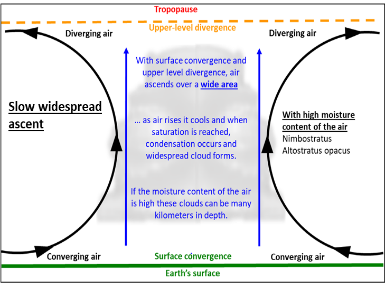 Tropopause
Upper-level divergence
Diverging air
Diverging air
With surface convergence and
upper level divergence, air
ascends over a wide area
Slow widespread
ascent
... as air rises it cools and when
saturation is reached,
condensation occurs and
widespread cloud forms.
With high moisture
content of the air
Nimbostratus
Altostratus opacus
If the moisture content of the air
is high these clouds can be many
kilometers in depth.
Converging air
Surface convergence
Converging air
Earth's surface